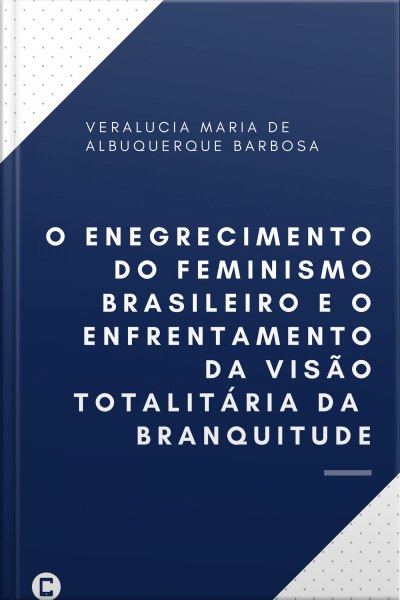 VERALUCIA MARIA DE
ALBUQUERQUE BARBOSA
O ENEGRECIMENTO
DO FEMINISMO
BRASILEIRO E O
ENFRENTAMENTO
DA VISÃO
TOTALITÁRIA DA
BRANQUITUDE